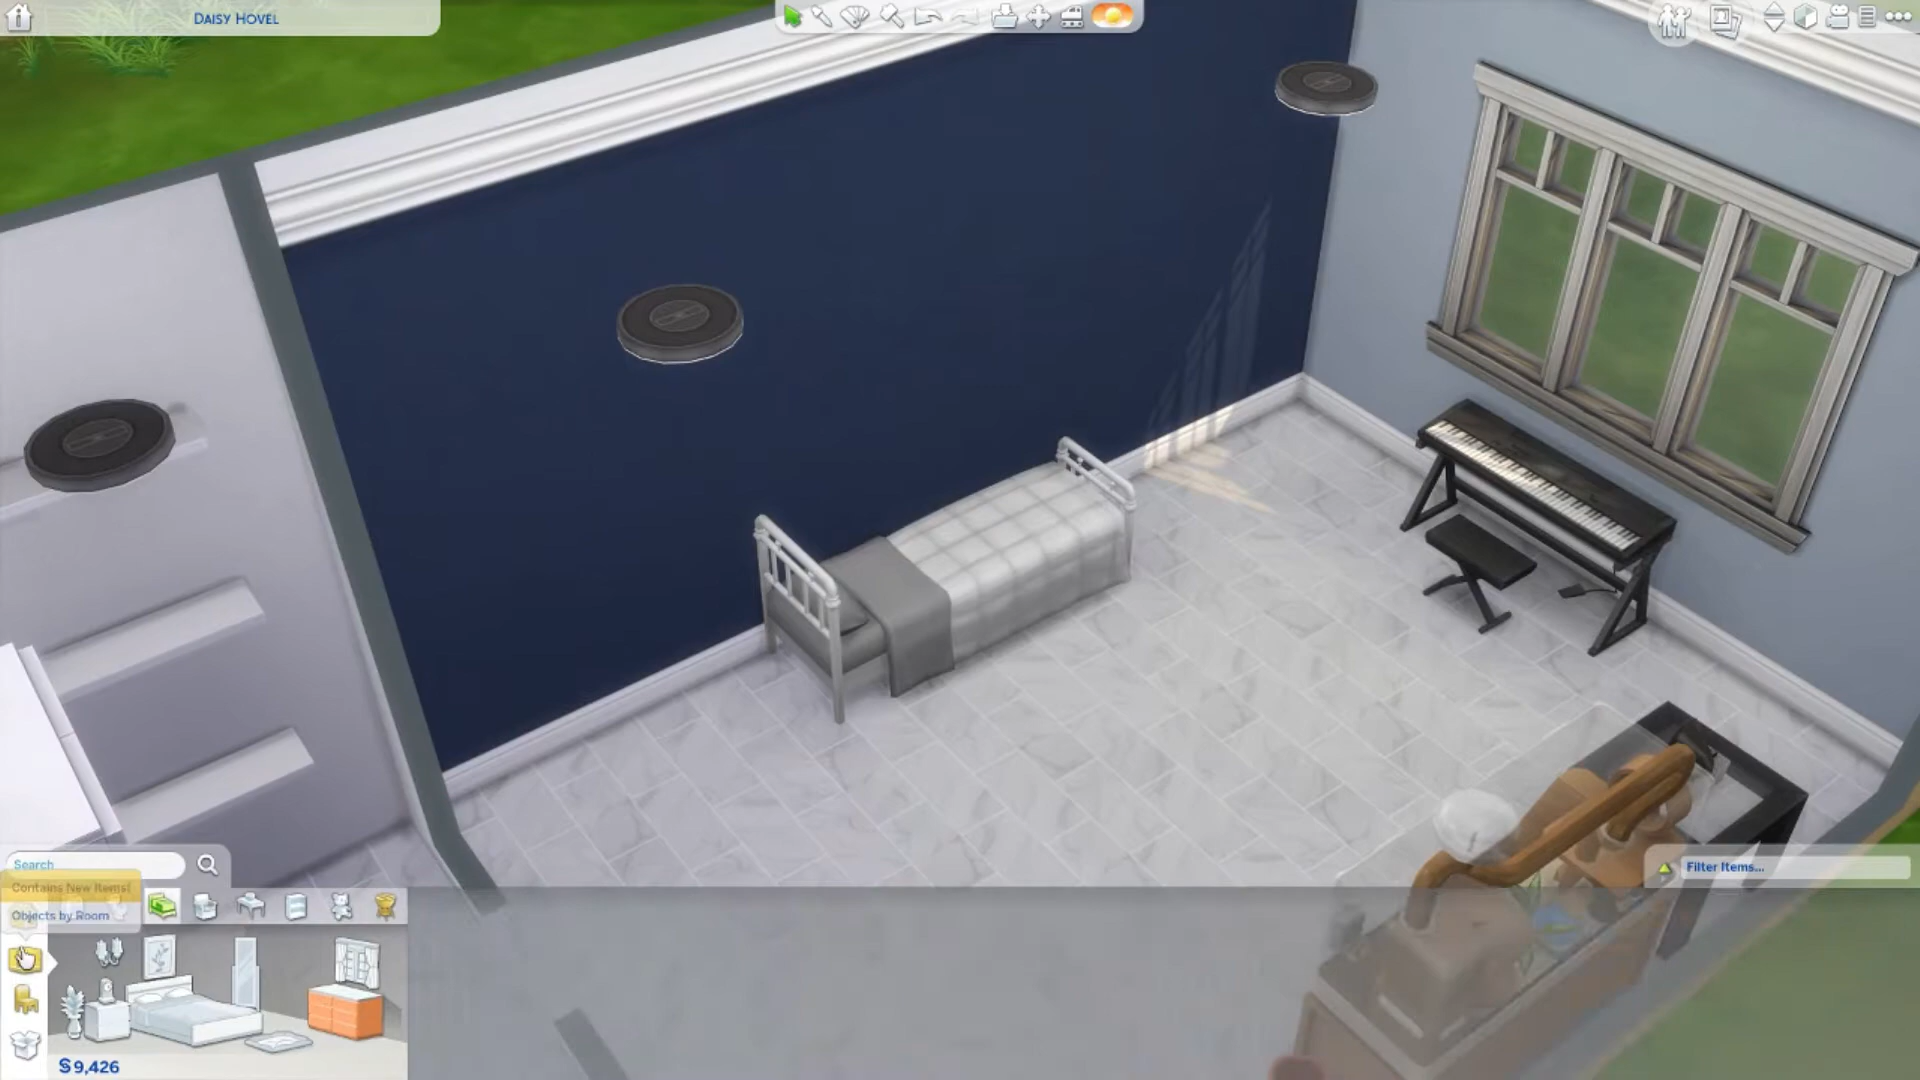 Daisy Hovel
Search
Contains New Items!
Objects by Room
Filter Items...
§9,426